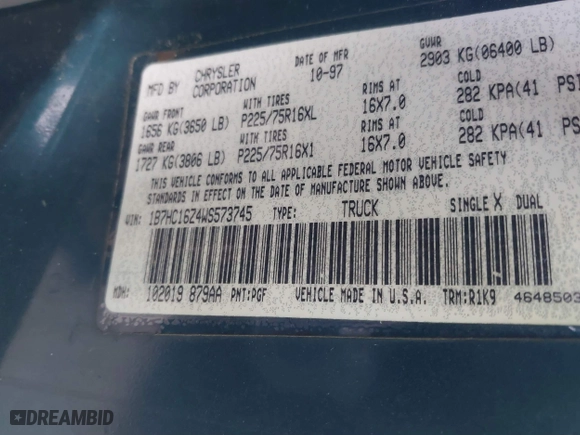 MFD BY CHRYSLER CORPORATION DATE OF MFR 10-97 GVWR 2903 KG(06400 LB)
GAWR FRONT WITH TIRES RIMS AT COLD
1656 KG(3650 LB) P225/75R16XL 16X7.0 282 KPA(41 PSI
GAWR REAR WITH TIRES RIMS AT COLD
1727 KG(3806 LB) P225/75R16X1 16X7.0 282 KPA(41 PS
THIS VEHICLE CONFORMS TO ALL APPLICABLE FEDERAL MOTOR VEHICLE SAFETY
STANDARDS IN EFFECT ON THE DATE OF MANUFACTURE SHOWN ABOVE.
VIN: 1B7HC16Z4WS573745 TYPE: TRUCK SINGLE X DUAL
MDH: 102019 879AA PNT:PGF VEHICLE MADE IN U.S.A. TRM:R1K9 4648503
DREAMBID